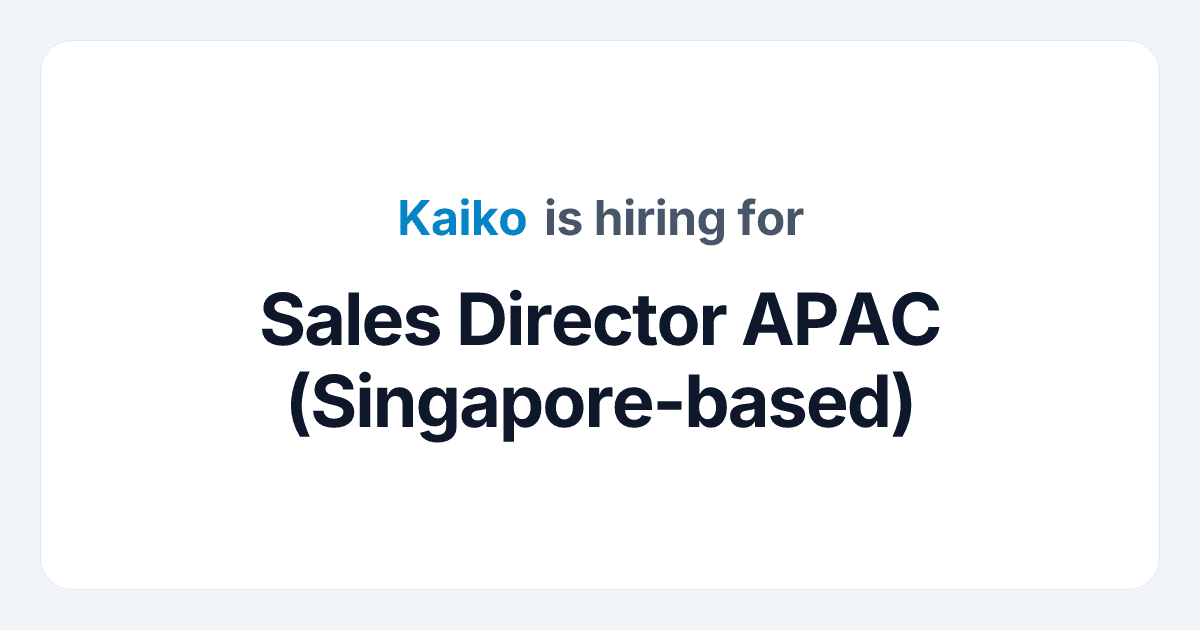 Kaiko is hiring for
Sales Director APAC
(Singapore-based)